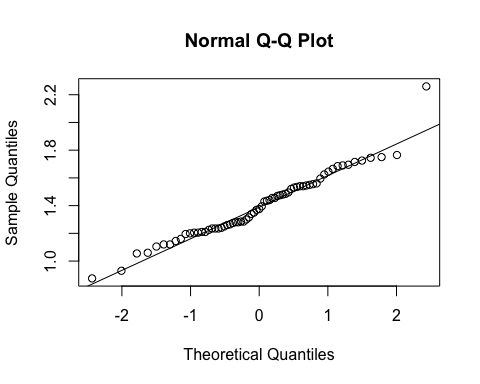 Normal Q-Q Plot
Sample Quantiles
2.2
1.8
1.4
1.0
-2 -1 0 1 2
Theoretical Quantiles